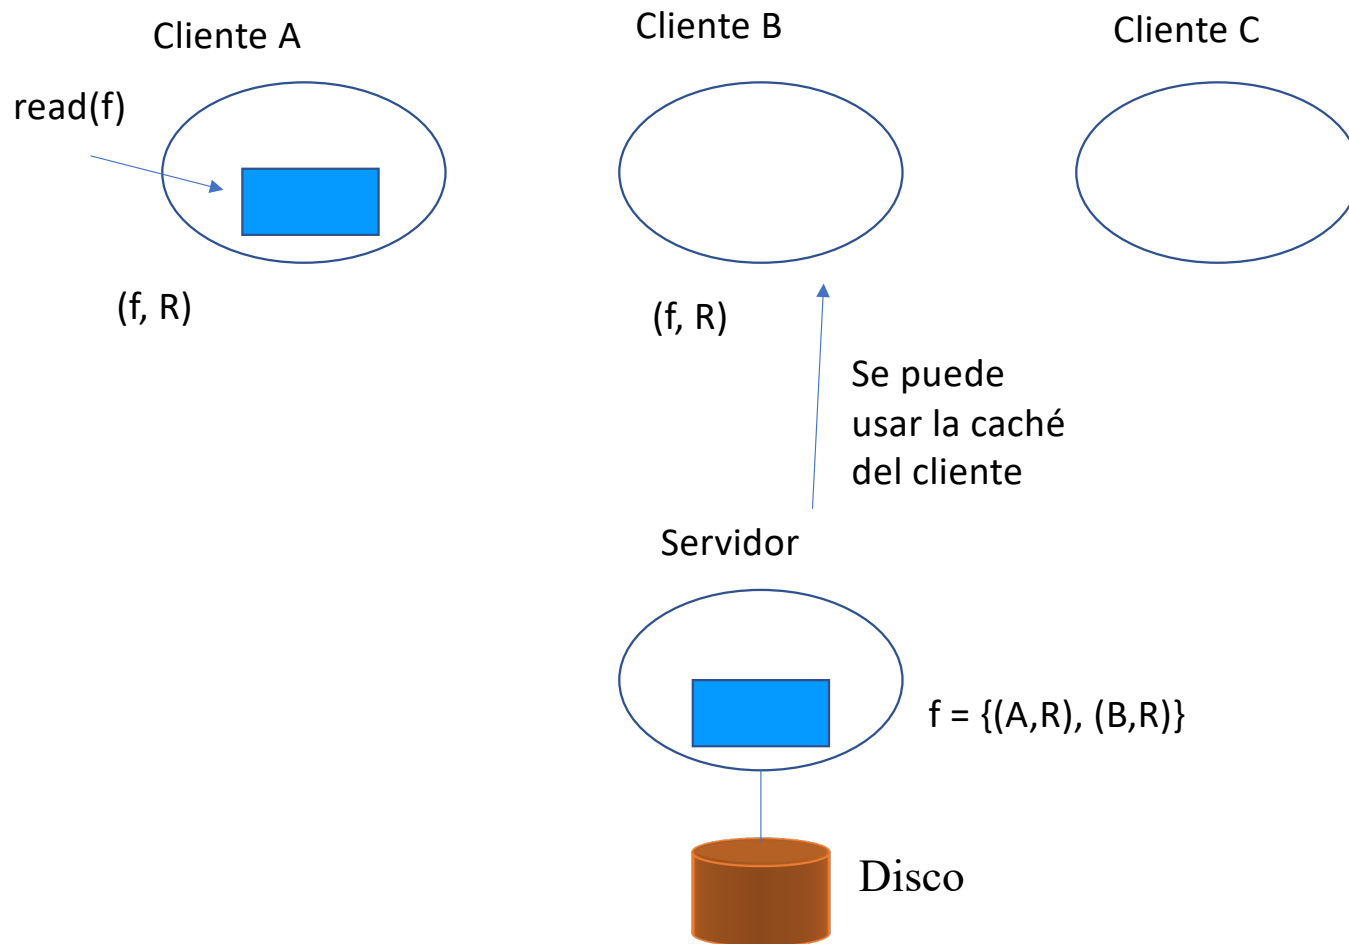 Cliente A
Cliente B
Cliente C
read(f)
(f, R)
(f, R)
Se puede
usar la caché
del cliente
Servidor
f = {(A,R), (B,R)}
Disco